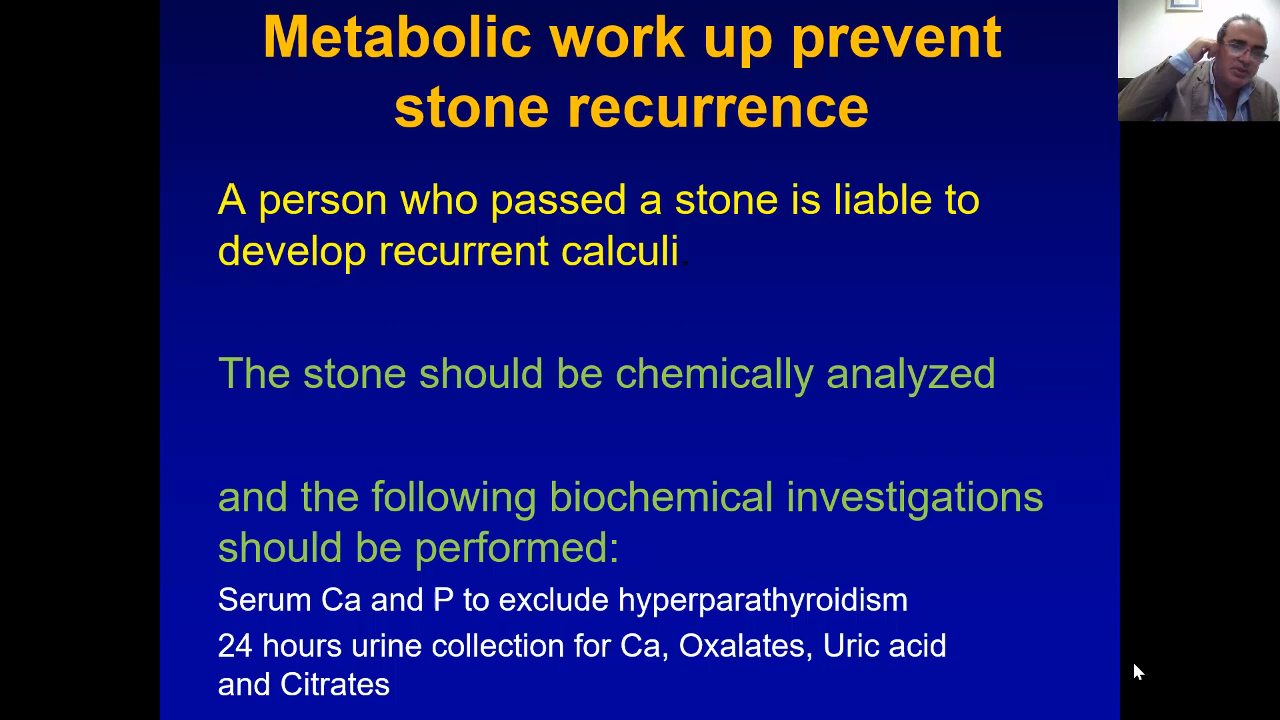 Metabolic work up prevent
stone recurrence
A person who passed a stone is liable to
develop recurrent calculi.
The stone should be chemically analyzed
and the following biochemical investigations
should be performed:
Serum Ca and P to exclude hyperparathyroidism
24 hours urine collection for Ca, Oxalates, Uric acid
and Citrates